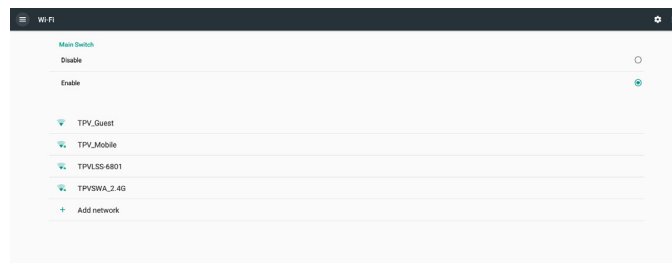 Wi-Fi
Main Switch
Disable
Enable
TPV_Guest
TPV_Mobile
TPVLSS-6801
TPVSWA_2.4G
+ Add network